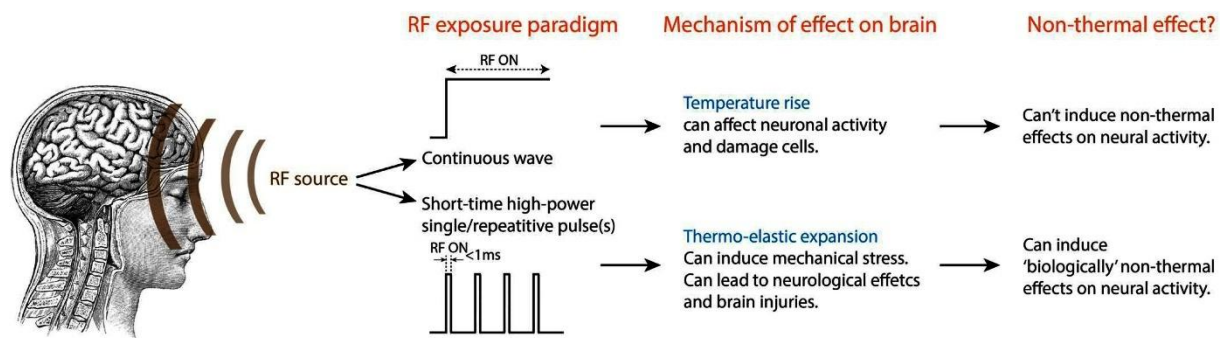 RF exposure paradigm
Mechanism of effect on brain
Non-thermal effect?
RF source
RF ON
Continuous wave
Temperature rise
can affect neuronal activity
and damage cells.
Can't induce non-thermal
effects on neural activity.
Short-time high-power
single/repeatitive pulse(s)
RF ON
<1ms
Thermo-elastic expansion
Can induce mechanical stress.
Can lead to neurological effetcs
and brain injuries.
Can induce
‘biologically’ non-thermal
effects on neural activity.